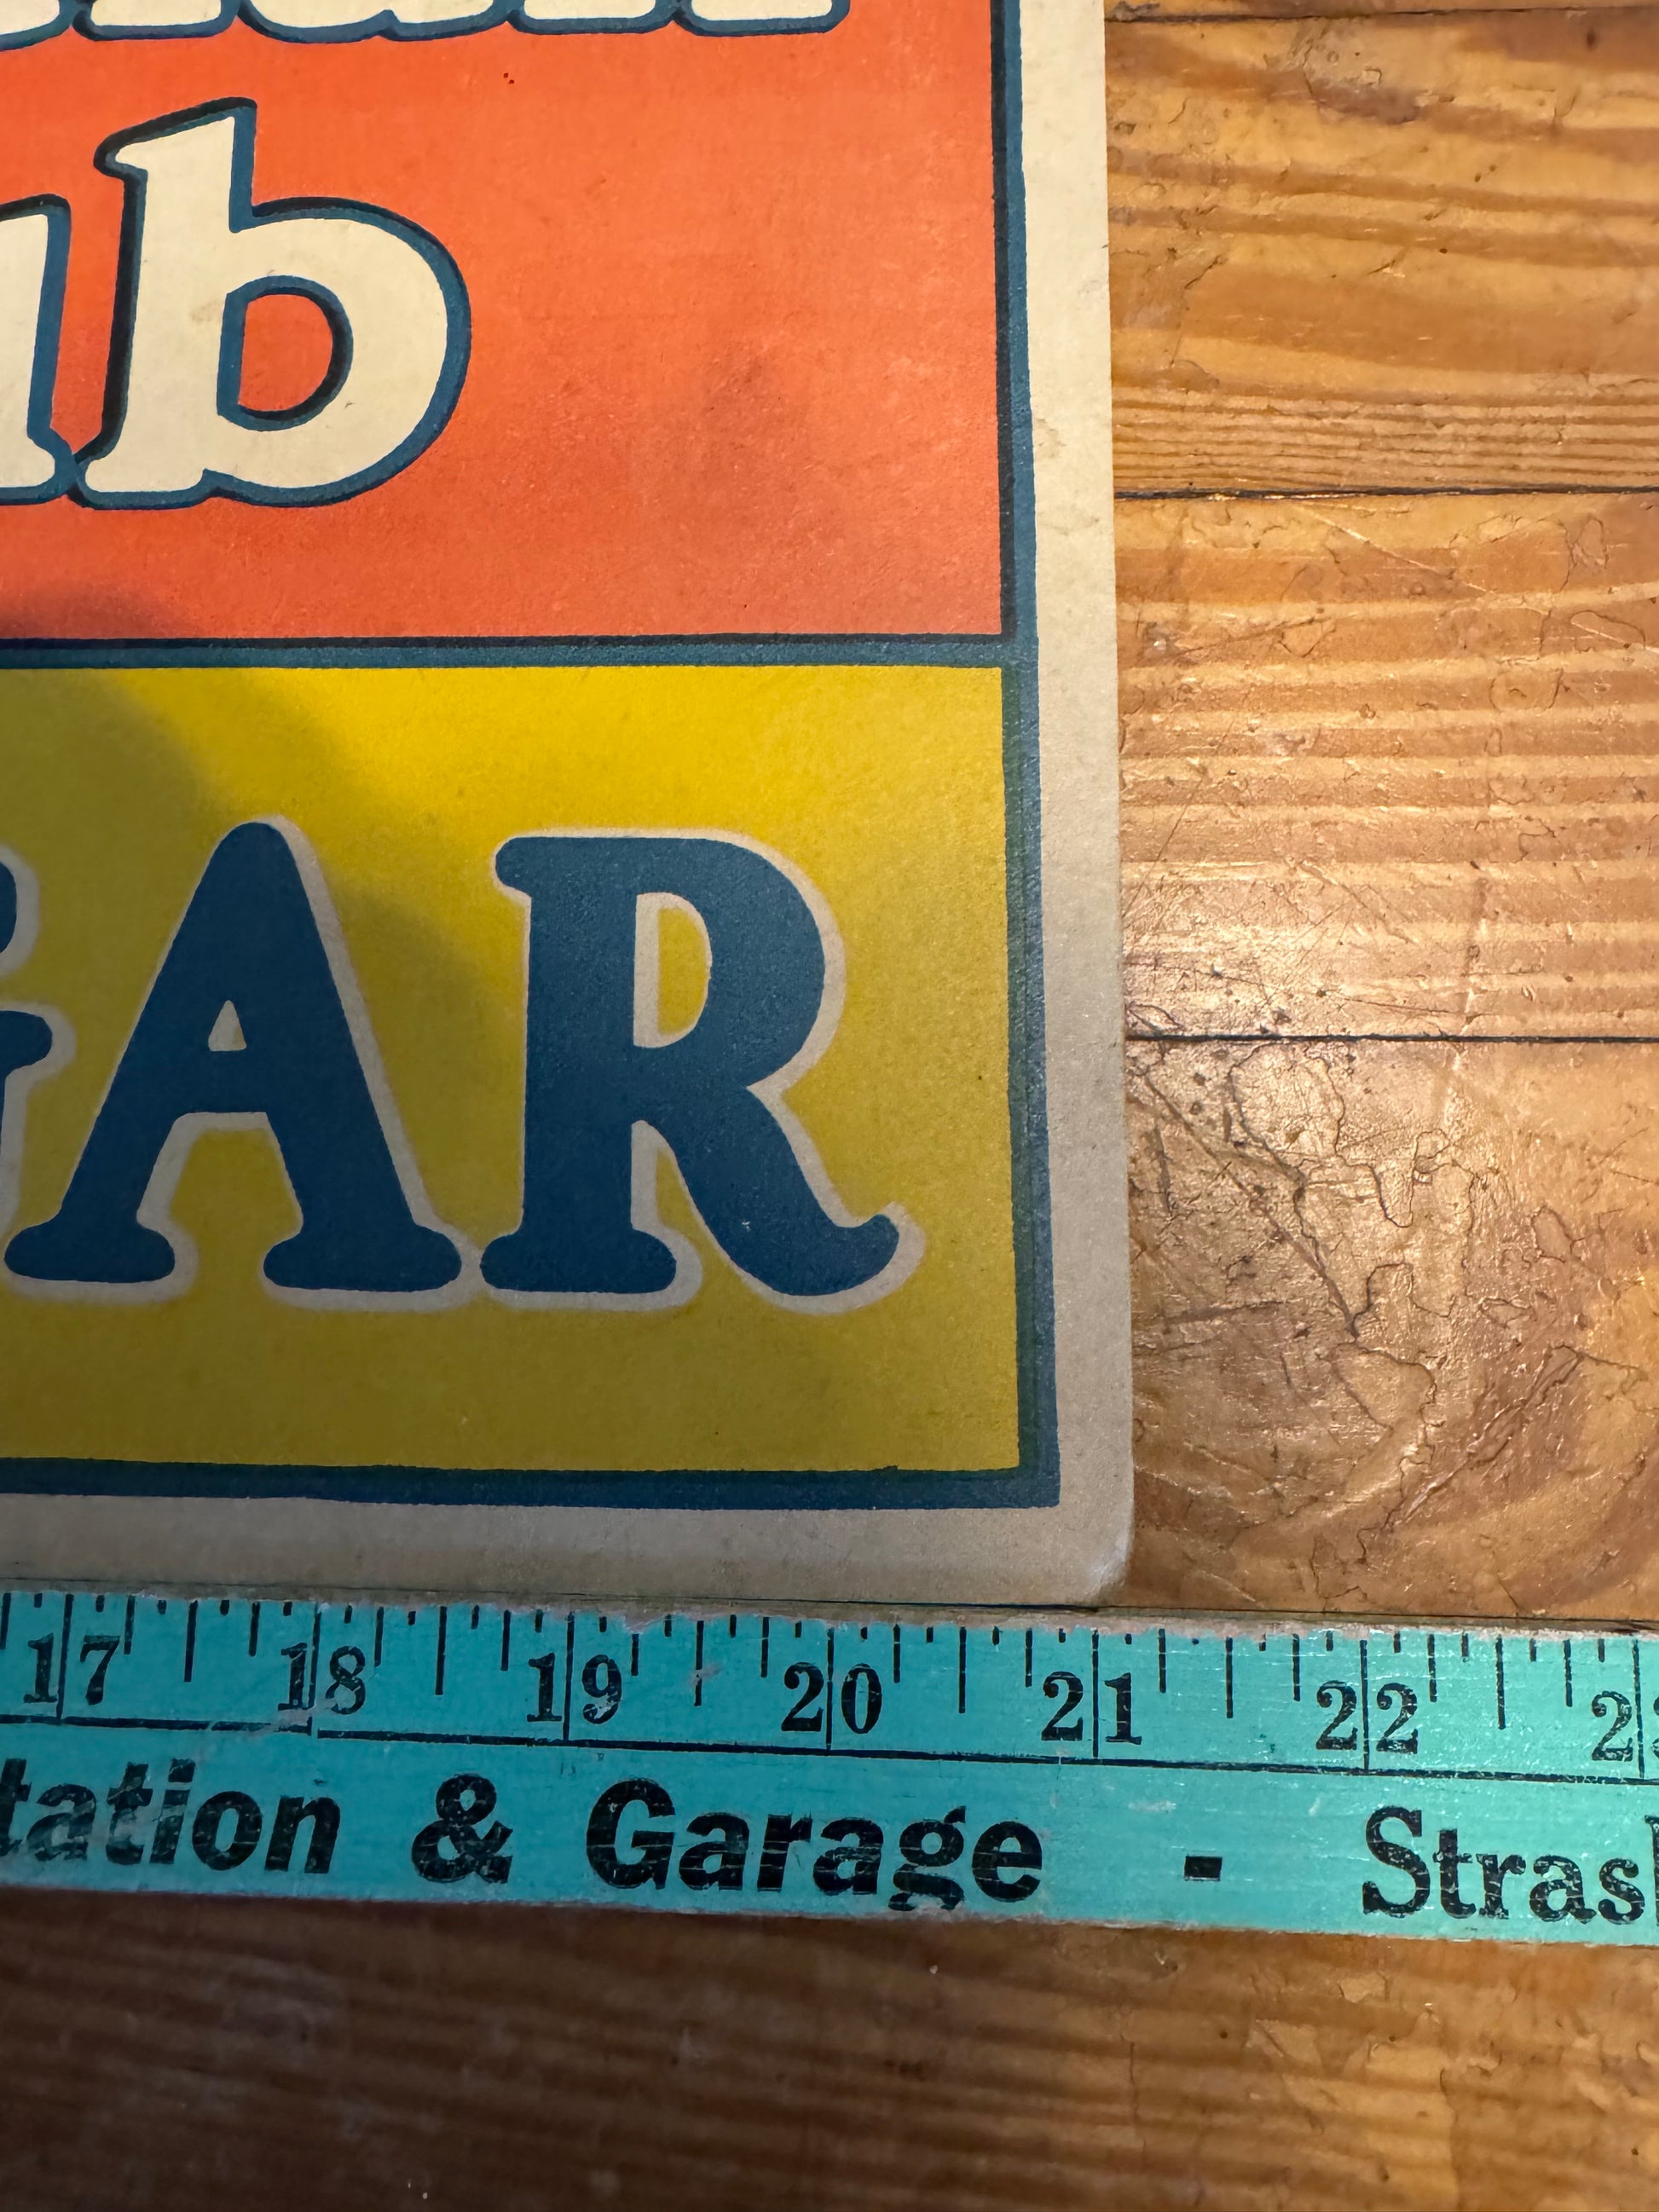 ub
GAR
17 18 19 20 21 22
tation & Garage - Stras